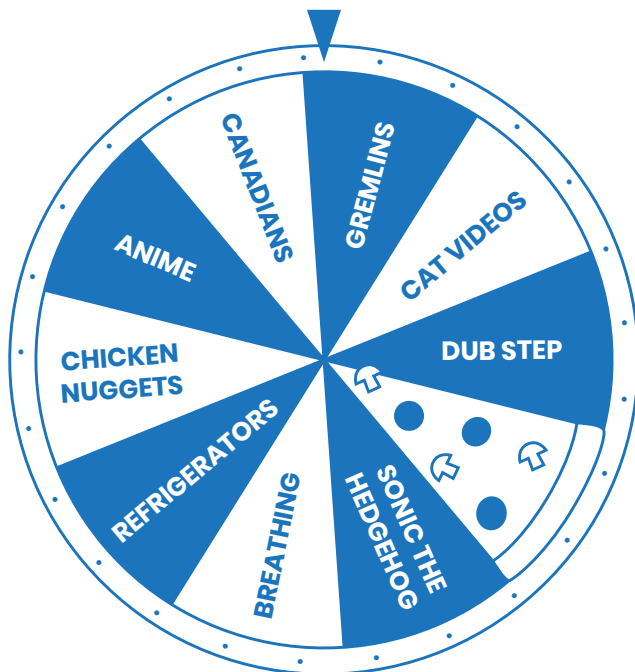 GREMLINS
CAT VIDEOS
DUB STEP
SONIC THE
HEDGEHOG
BREATHING
REFRIGERATORS
CHICKEN
NUGGETS
ANIME
CANADIANS